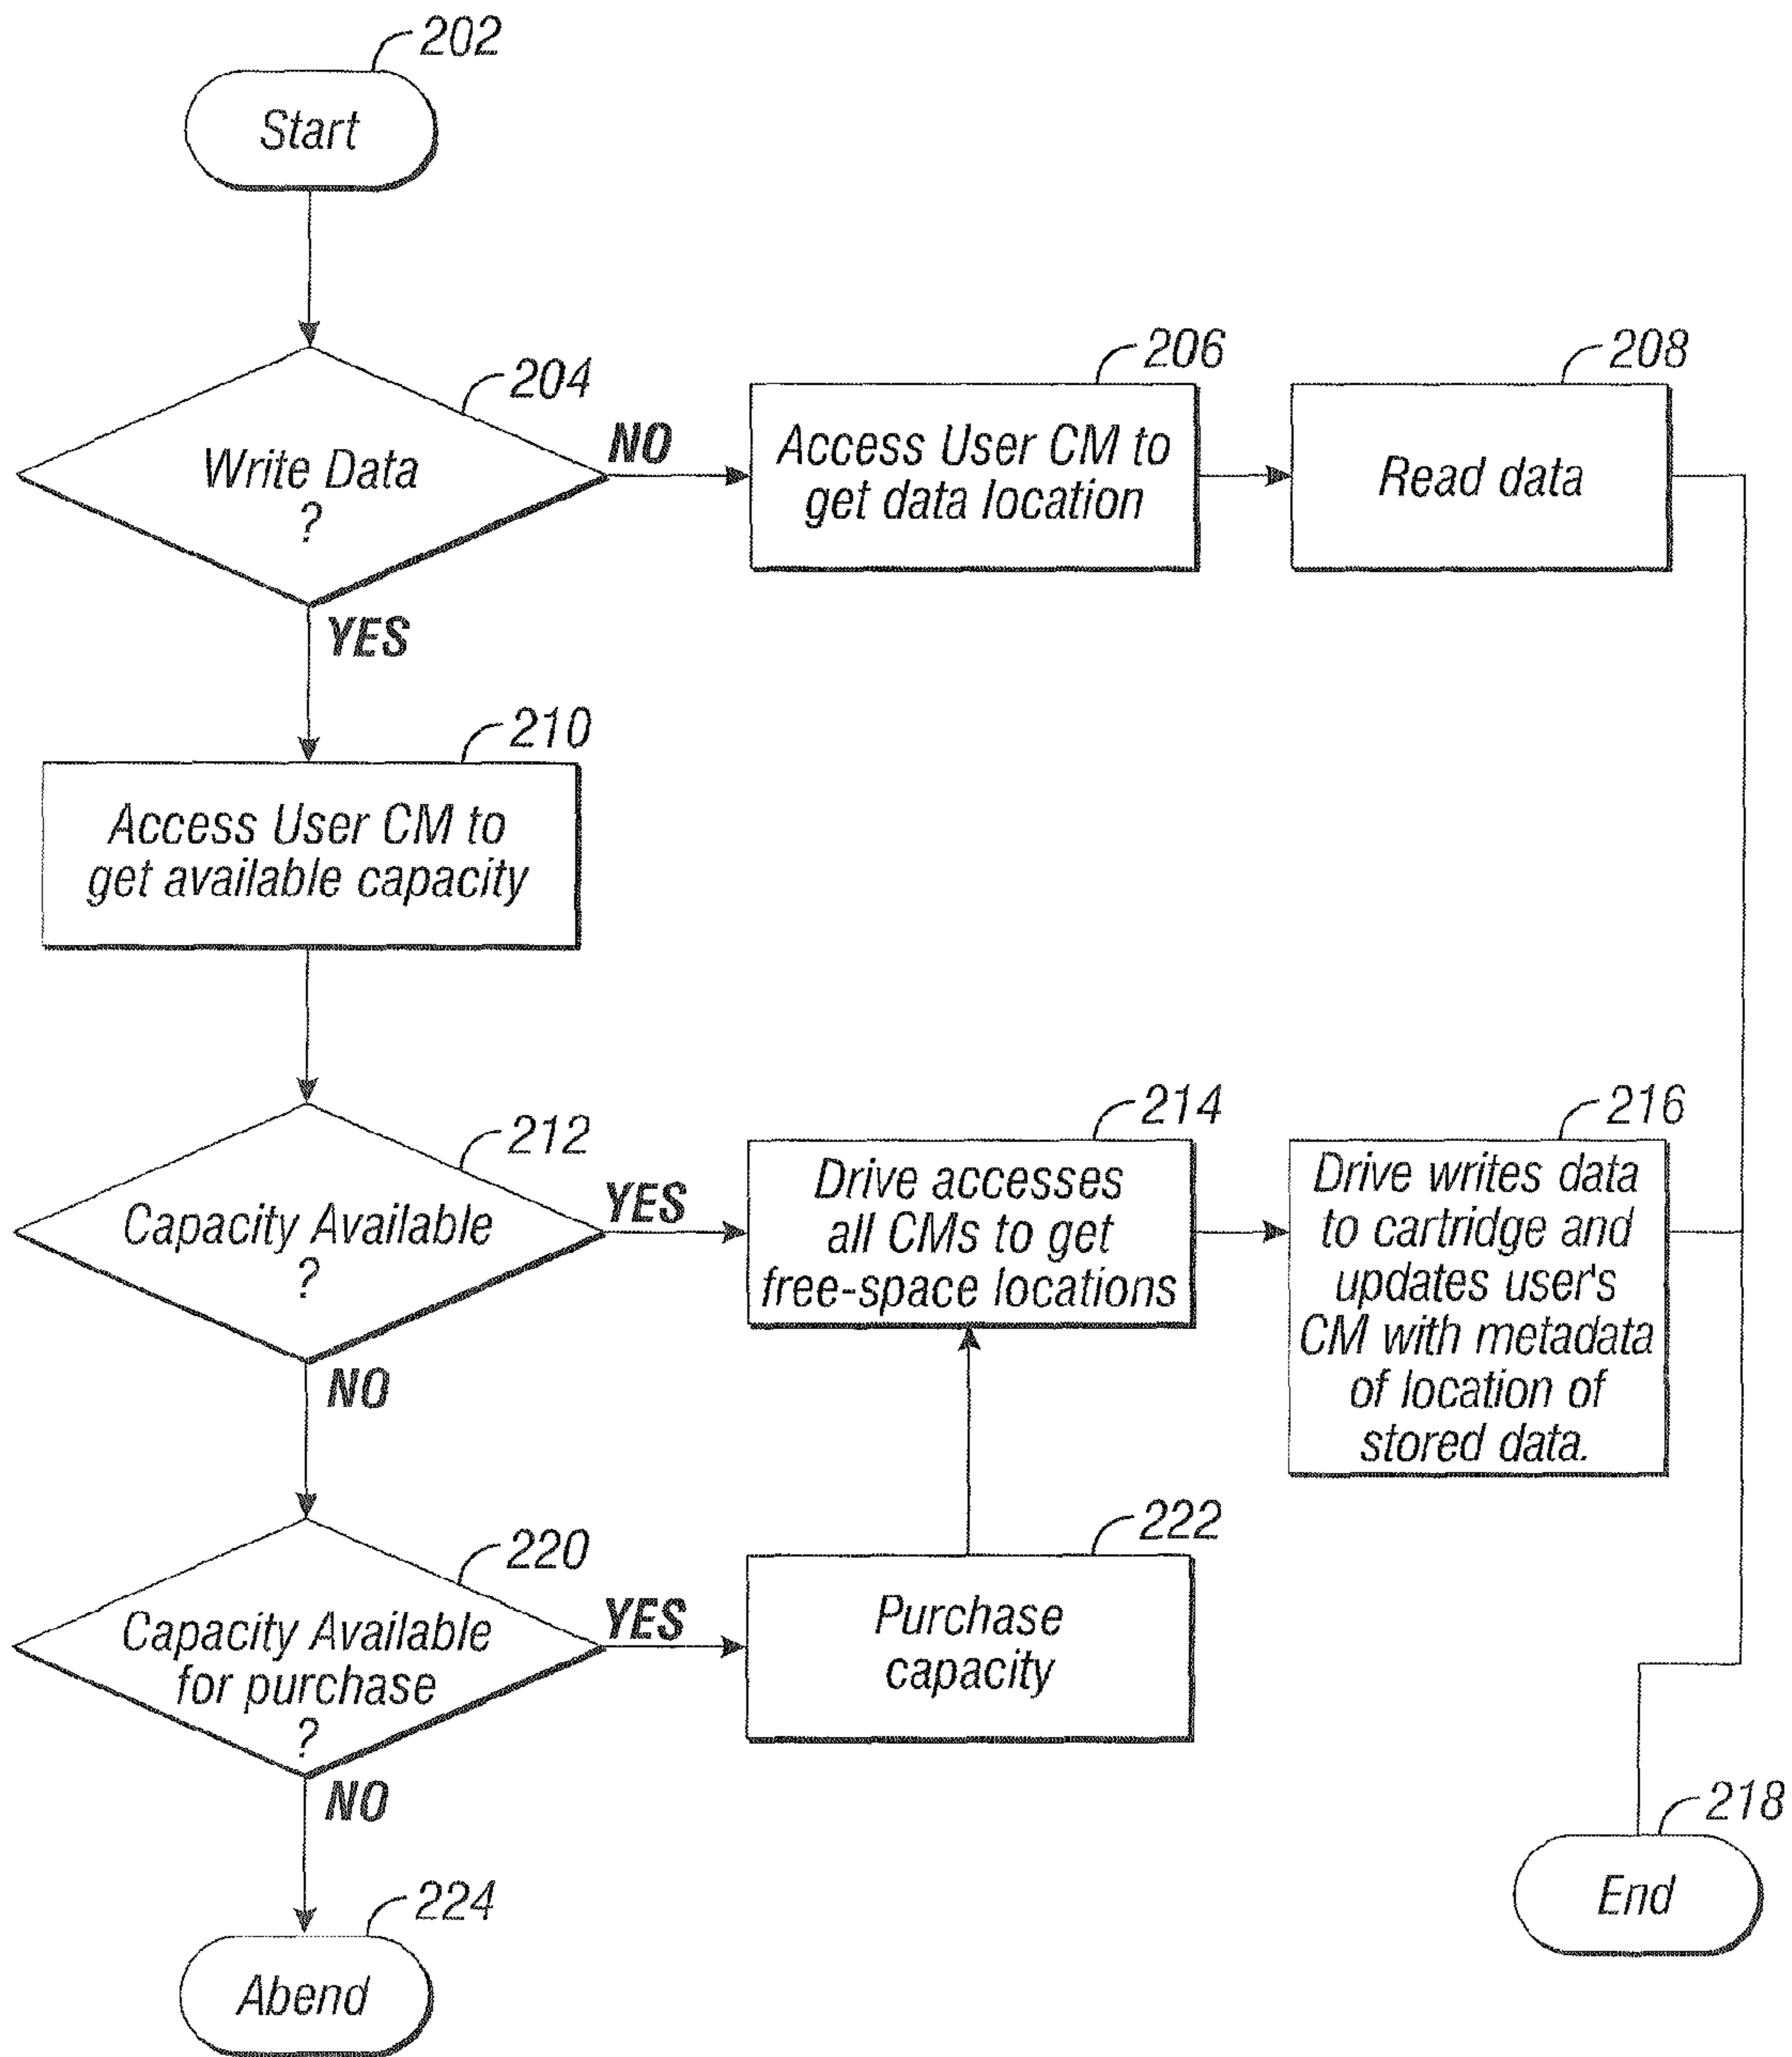 202
Start
204
Write Data
?
NO
YES
206
Access User CM to
get data location
208
Read data
210
Access User CM to
get available capacity
212
Capacity Available
?
YES
NO
214
Drive accesses
all CMs to get
free-space locations
216
Drive writes data
to cartridge and
updates user's
CM with metadata
of location of
stored data.
220
Capacity Available
for purchase
?
YES
NO
222
Purchase
capacity
218
End
224
Abend